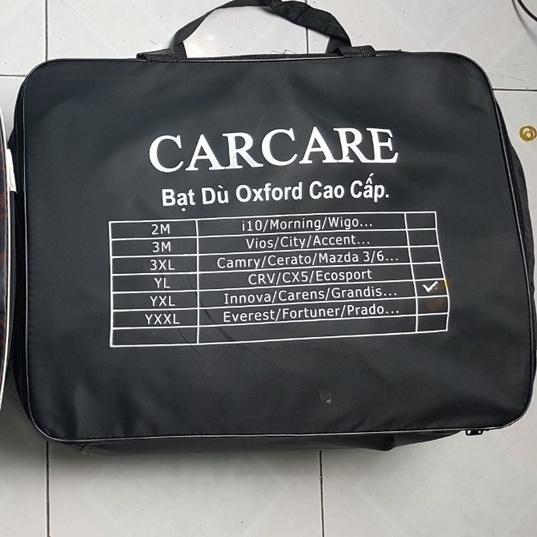 CARCARE
Bạt Dù Oxford Cao Cấp.
2M i10/Morning/Wigo...
3M Vios/City/Accent...
3XL Camry/Cerato/Mazda 3/6...
YL CRV/CX5/Ecosport
YXL Innova/Carens/Grandis... ✓
YXXL Everest/Fortuner/Prado...